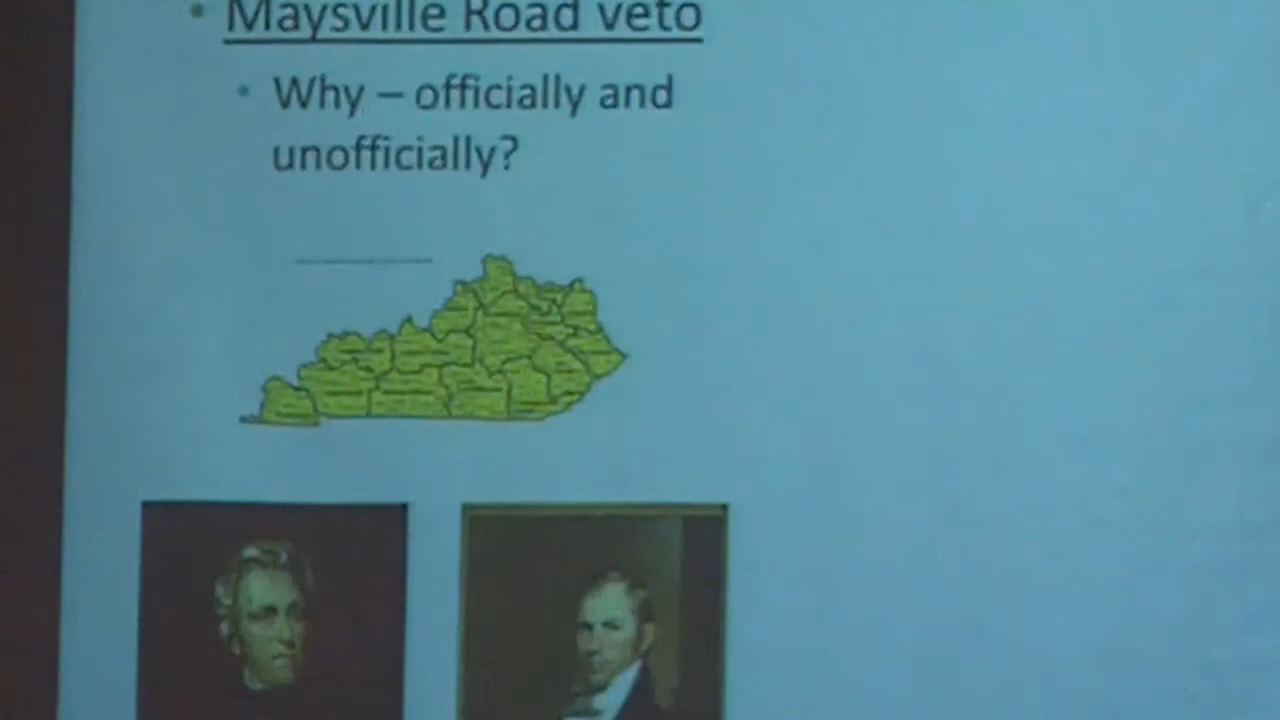 • Maysville Road veto
• Why – officially and
unofficially?